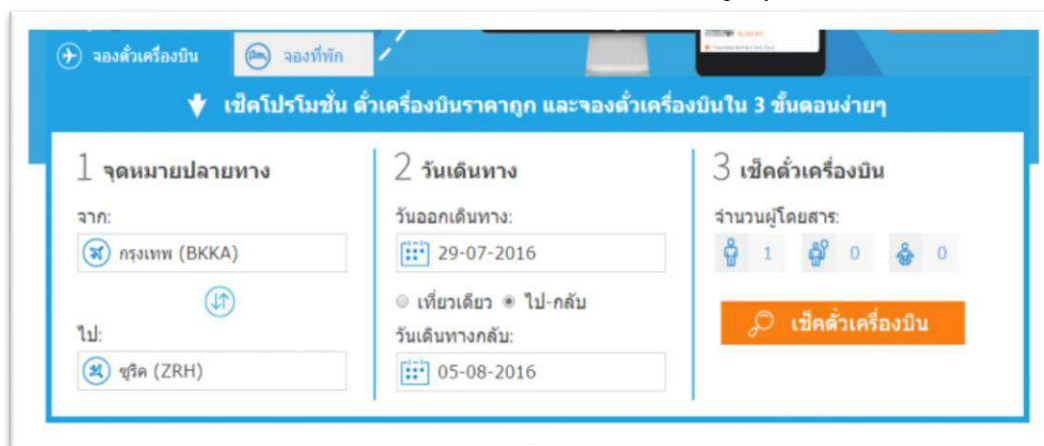 จองตั๋วเครื่องบิน
จองที่พัก
เช็คโปรโมชั่น ตั๋วเครื่องบินราคาถูก และจองตั๋วเครื่องบินใน 3 ขั้นตอนง่ายๆ
1 จุดหมายปลายทาง
จาก:
กรุงเทพ (BKKA)
ไป:
ซูริค (ZRH)
2 วันเดินทาง
วันออกเดินทาง:
29-07-2016
เที่ยวเดียว ไป-กลับ
วันเดินทางกลับ:
05-08-2016
3 เช็คตั๋วเครื่องบิน
จำนวนผู้โดยสาร:
1 0 0
เช็คตั๋วเครื่องบิน